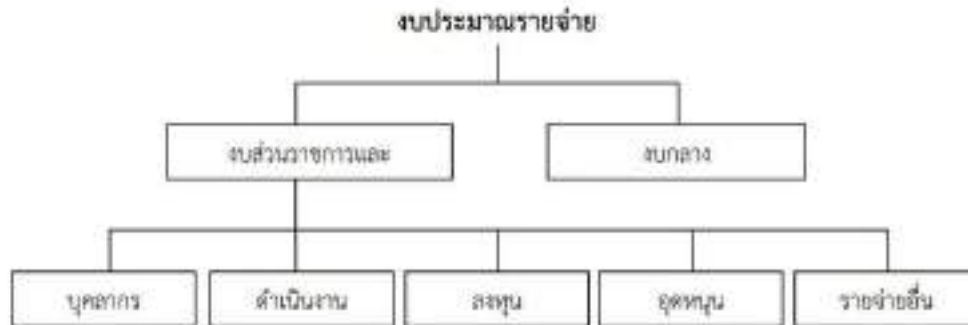 งบประมาณรายจ่าย
งบส่วนราชการและ
งบกลาง
บุคลากร
ดำเนินงาน
ลงทุน
อุดหนุน
รายจ่ายอื่น